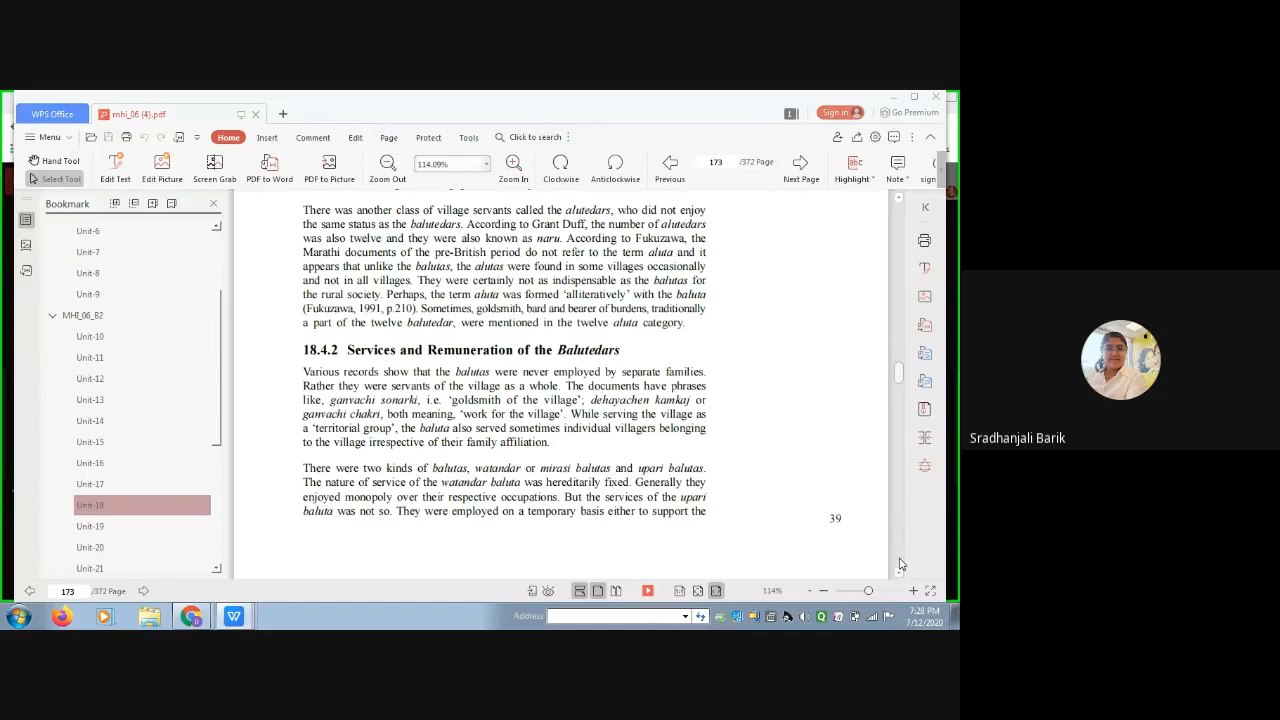 WPS Office
mhi_06 (4).pdf
Sign in
Go Premium
Menu
Home
Insert
Comment
Edit
Page
Protect
Tools
Click to search
Hand Tool
Select Tool
Edit Text
Edit Picture
Screen Grab
PDF to Word
PDF to Picture
Zoom Out
114.09%
Zoom In
Clockwise
Anticlockwise
Previous
173
/372 Page
Next Page
Highlight
Note
sign
Bookmark
Unit-6
Unit-7
Unit-8
Unit-9
MHI_06_B2
Unit-10
Unit-11
Unit-12
Unit-13
Unit-14
Unit-15
Unit-16
Unit-17
Unit-18
Unit-19
Unit-20
Unit-21
There was another class of village servants called the alutedars, who did not enjoy
the same status as the balutedars. According to Grant Duff, the number of alutedars
was also twelve and they were also known as naru. According to Fukuzawa, the
Marathi documents of the pre-British period do not refer to the term aluta and it
appears that unlike the balutas, the alutas were found in some villages occasionally
and not in all villages. They were certainly not as indispensable as the balutas for
the rural society. Perhaps, the term aluta was formed ‘alliteratively’ with the baluta
(Fukuzawa, 1991, p.210). Sometimes, goldsmith, bard and bearer of burdens, traditionally
a part of the twelve balutedar, were mentioned in the twelve aluta category.
18.4.2 Services and Remuneration of the Balutedars
Various records show that the balutas were never employed by separate families.
Rather they were servants of the village as a whole. The documents have phrases
like, ganvachi sonarki, i.e. ‘goldsmith of the village’; dehayachen kamkaj or
ganvachi chakri, both meaning, ‘work for the village’. While serving the village as
a ‘territorial group’, the baluta also served sometimes individual villagers belonging
to the village irrespective of their family affiliation.
There were two kinds of balutas, watandar or mirasi balutas and upari balutas.
The nature of service of the watandar baluta was hereditarily fixed. Generally they
enjoyed monopoly over their respective occupations. But the services of the upari
baluta was not so. They were employed on a temporary basis either to support the
39
173
/372 Page
114%
Address
7:28 PM
7/12/2020
Sradhanjali Barik